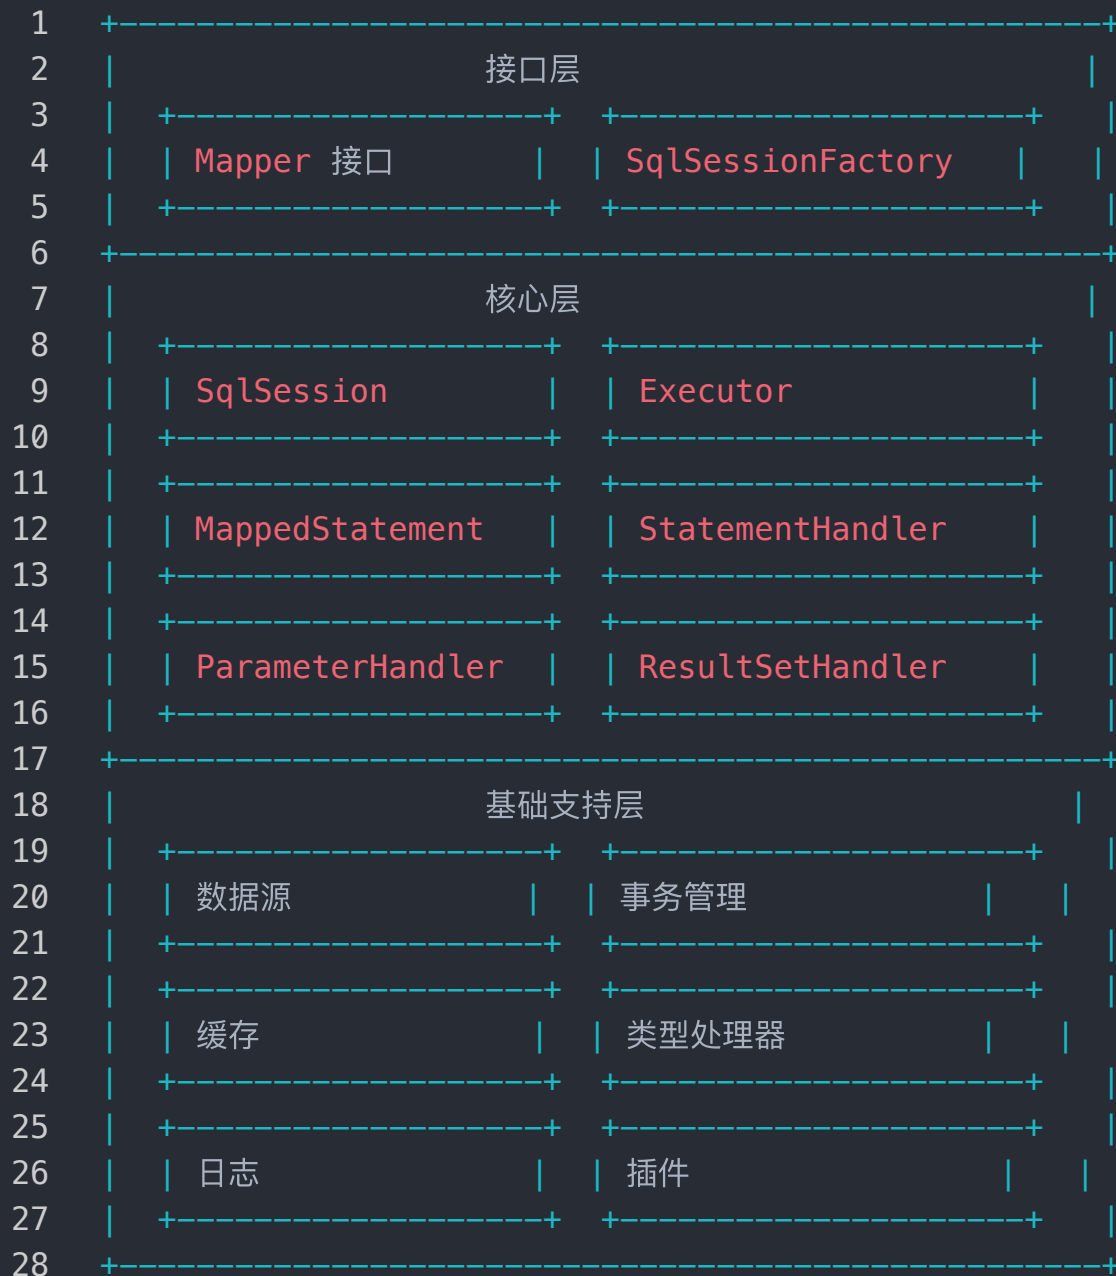 1 +---------------------------------------------------+
2 | 接口层 |
3 | +-------------------+ +---------------------+ |
4 | | Mapper 接口 | | SqlSessionFactory | |
5 | +-------------------+ +---------------------+ |
6 +---------------------------------------------------+
7 | 核心层 |
8 | +-------------------+ +---------------------+ |
9 | | SqlSession | | Executor | |
10 | +-------------------+ +---------------------+ |
11 | +-------------------+ +---------------------+ |
12 | | MappedStatement | | StatementHandler | |
13 | +-------------------+ +---------------------+ |
14 | +-------------------+ +---------------------+ |
15 | | ParameterHandler | | ResultSetHandler | |
16 | +-------------------+ +---------------------+ |
17 +---------------------------------------------------+
18 | 基础支持层 |
19 | +-------------------+ +---------------------+ |
20 | | 数据源 | | 事务管理 | |
21 | +-------------------+ +---------------------+ |
22 | +-------------------+ +---------------------+ |
23 | | 缓存 | | 类型处理器 | |
24 | +-------------------+ +---------------------+ |
25 | +-------------------+ +---------------------+ |
26 | | 日志 | | 插件 | |
27 | +-------------------+ +---------------------+ |
28 +---------------------------------------------------+